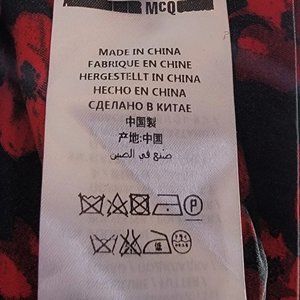 MCQ
MADE IN CHINA
FABRIQUE EN CHINE
HERGESTELLT IN CHINA
HECHO EN CHINA
СДЕЛАНО В КИТАЕ
中国製
产地:中国
صنع في الصين
P